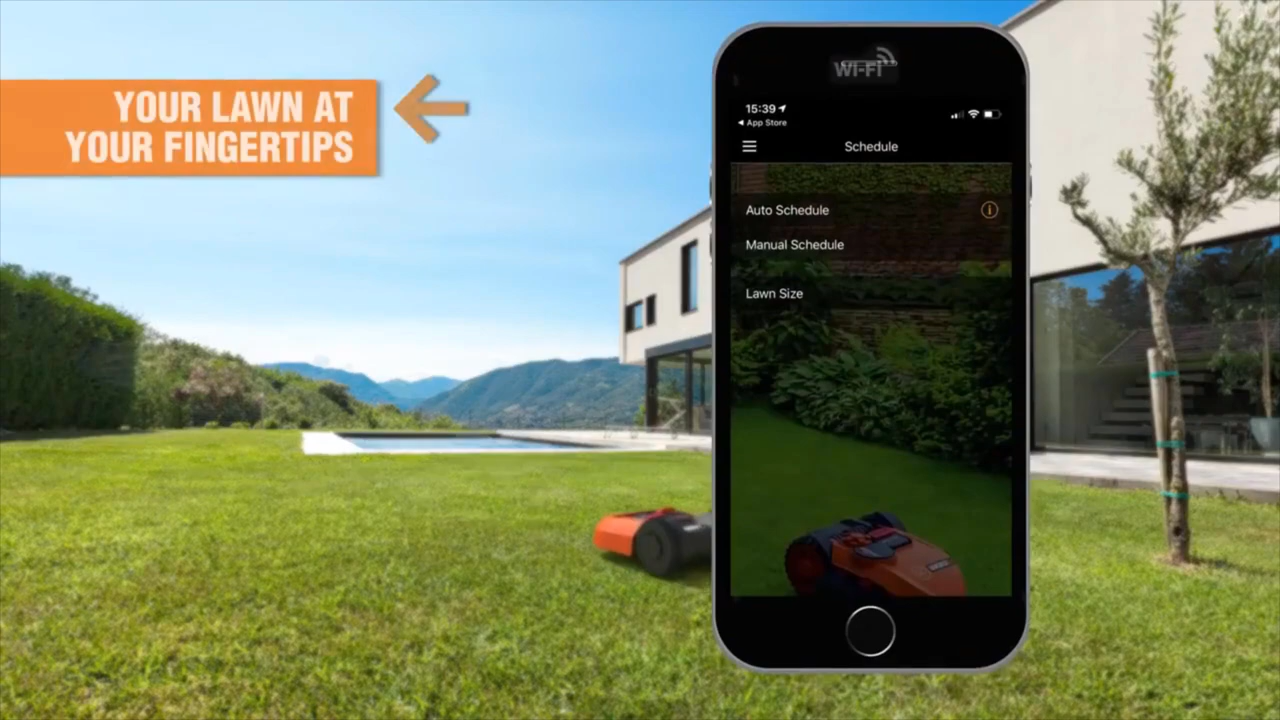 YOUR LAWN AT
YOUR FINGERTIPS
Wi-Fi
15:39
App Store
Schedule
Auto Schedule
Manual Schedule
Lawn Size